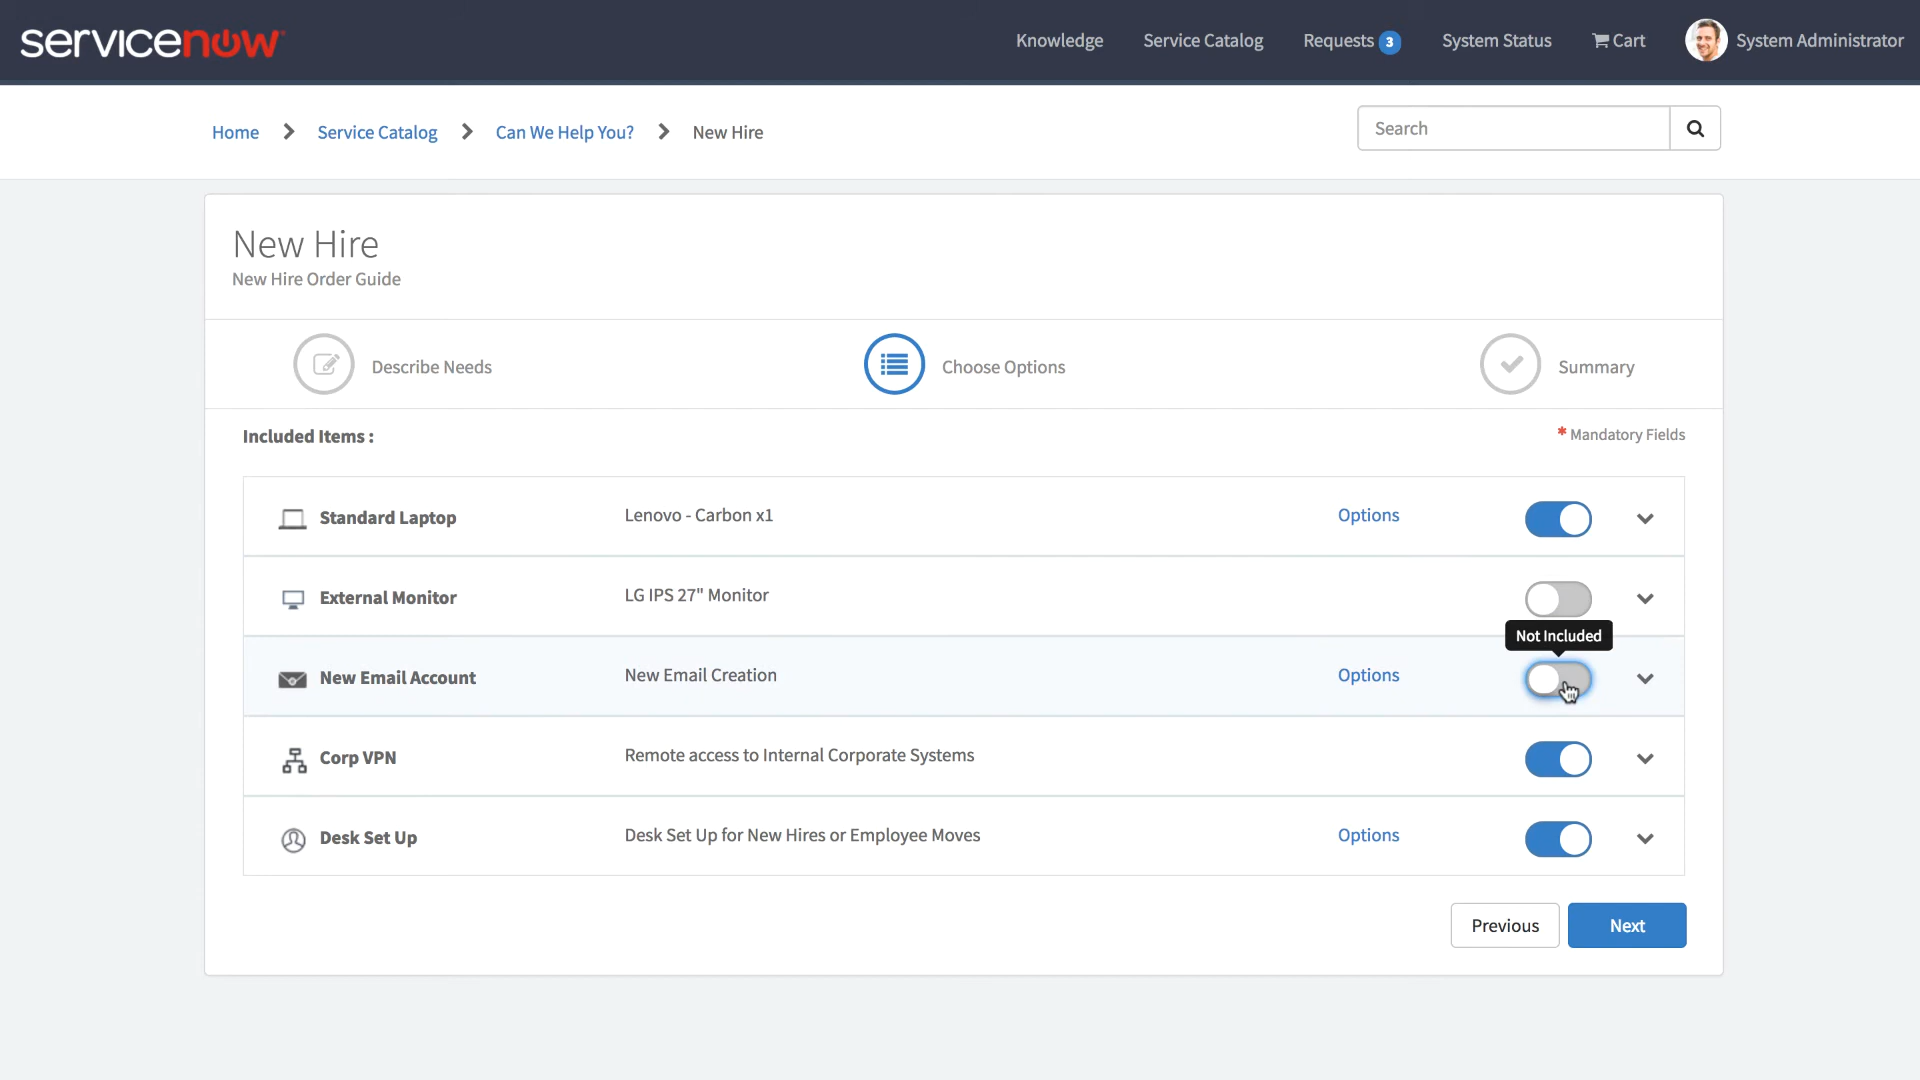 servicenow
Knowledge Service Catalog Requests 3 System Status Cart System Administrator
Home Service Catalog Can We Help You? New Hire
Search
New Hire
New Hire Order Guide
Describe Needs Choose Options Summary
Included Items :
* Mandatory Fields
Standard Laptop Lenovo - Carbon x1 Options
External Monitor LG IPS 27" Monitor
Not Included
New Email Account New Email Creation Options
Corp VPN Remote access to Internal Corporate Systems
Desk Set Up Desk Set Up for New Hires or Employee Moves Options
Previous Next